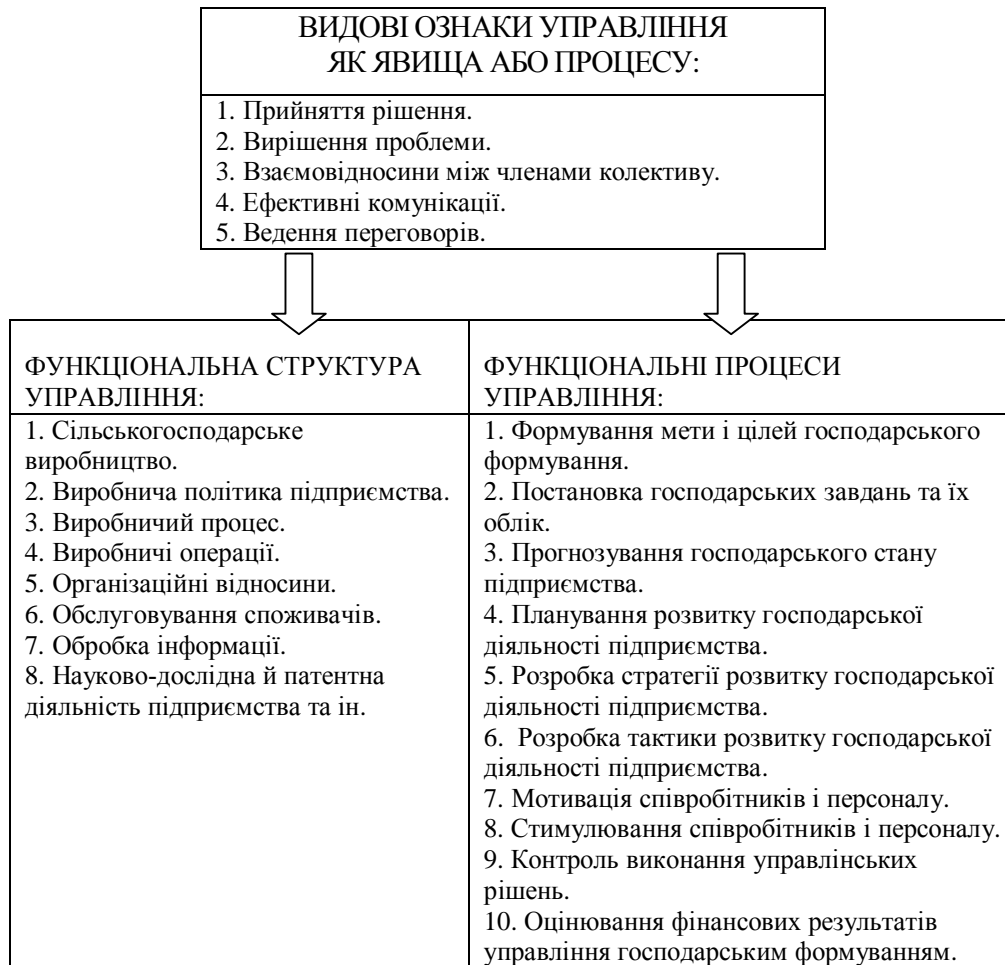 ВИДОВІ ОЗНАКИ УПРАВЛІННЯ
ЯК ЯВИЩА АБО ПРОЦЕСУ:
1. Прийняття рішення.
2. Вирішення проблеми.
3. Взаємовідносини між членами колективу.
4. Ефективні комунікації.
5. Ведення переговорів.
ФУНКЦІОНАЛЬНА СТРУКТУРА
УПРАВЛІННЯ:
1. Сільськогосподарське
виробництво.
2. Виробнича політика підприємства.
3. Виробничий процес.
4. Виробничі операції.
5. Організаційні відносини.
6. Обслуговування споживачів.
7. Обробка інформації.
8. Науково-дослідна й патентна
діяльність підприємства та ін.
ФУНКЦІОНАЛЬНІ ПРОЦЕСИ
УПРАВЛІННЯ:
1. Формування мети і цілей господарського
формування.
2. Постановка господарських завдань та їх
облік.
3. Прогнозування господарського стану
підприємства.
4. Планування розвитку господарської
діяльності підприємства.
5. Розробка стратегії розвитку господарської
діяльності підприємства.
6.  Розробка тактики розвитку господарської
діяльності підприємства.
7. Мотивація співробітників і персоналу.
8. Стимулювання співробітників і персоналу.
9. Контроль виконання управлінських
рішень.
10. Оцінювання фінансових результатів
управління господарським формуванням.